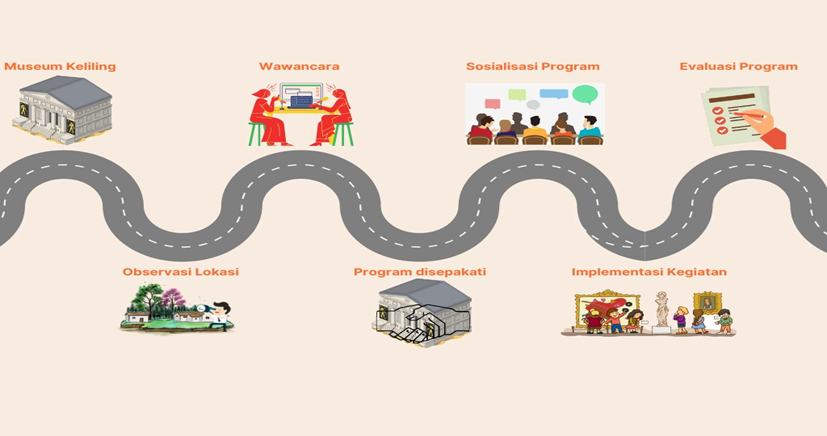 Museum Keliling
Wawancara
Sosialisasi Program
Evaluasi Program
Observasi Lokasi
Program disepakati
Implementasi Kegiatan